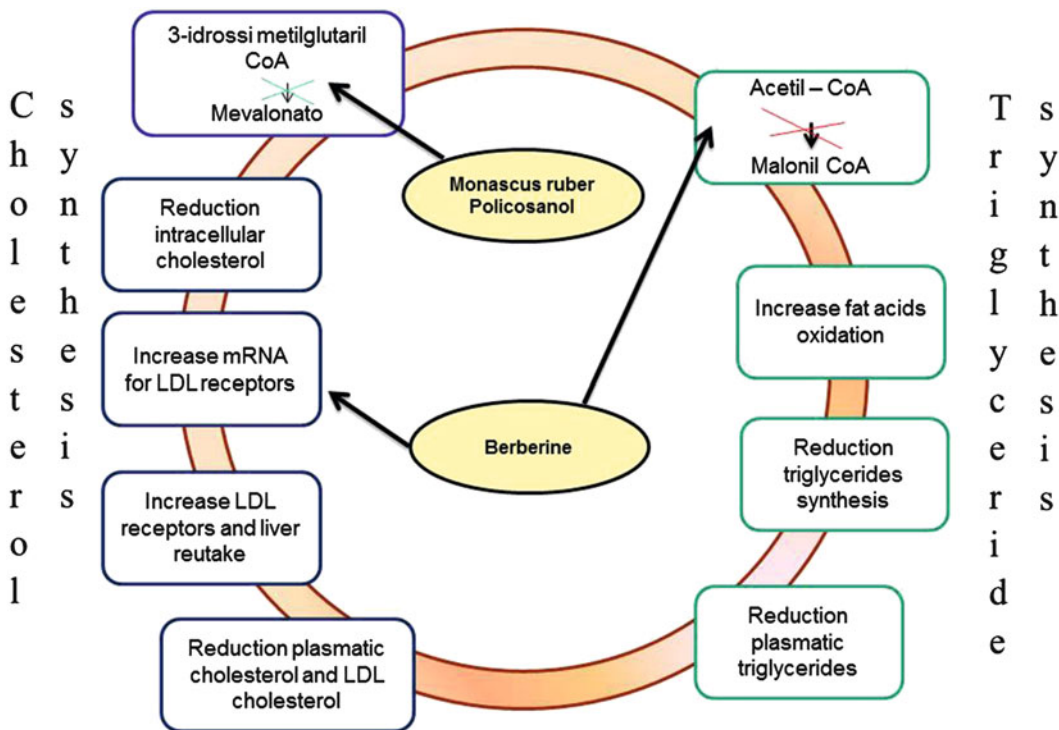 Cholesterol
synthesis
3-idrossi metilglutaril
CoA
Mevalonato
Reduction
intracellular
cholesterol
Increase mRNA
for LDL receptors
Increase LDL
receptors and liver
reutake
Reduction plasmatic
cholesterol and LDL
cholesterol
Monascus ruber
Policosanol
Berberine
Acetil – CoA
Malonil CoA
Increase fat acids
oxidation
Reduction
triglycerides
synthesis
Reduction
plasmatic
triglycerides
Triglyceride
synthesis